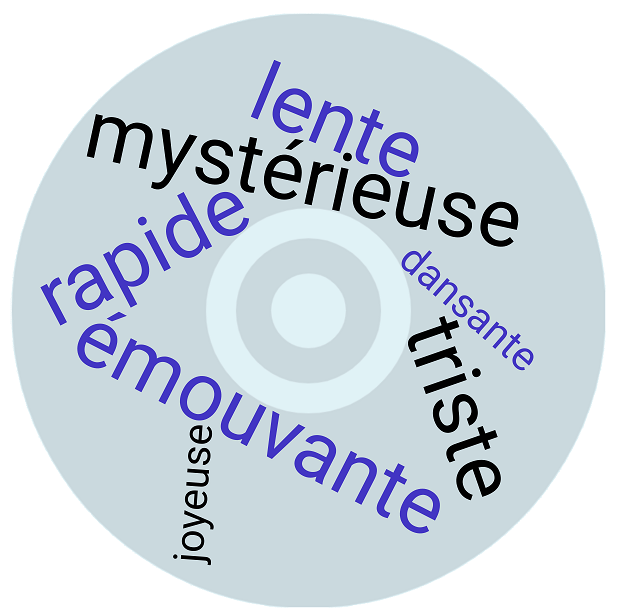 lente
mystérieuse
rapide
dansante
émouvante
triste
joyeuse